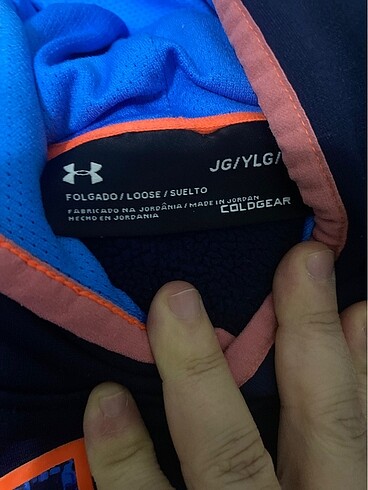 JG/YLG/
FOLGADO / LOOSE / SUELTO
FABRICADO NA JORDÂNIA / MADE IN JORDAN
HECHO EN JORDANIA
COLDGEAR